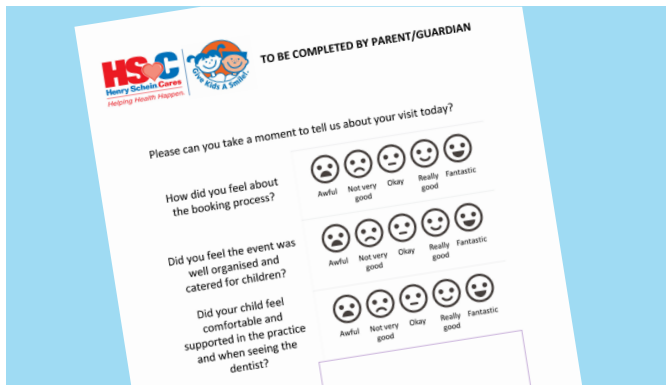 HS♥C
Henry Schein Cares
Helping Health Happen.
Give Kids A Smile!
TO BE COMPLETED BY PARENT/GUARDIAN
Please can you take a moment to tell us about your visit today?
How did you feel about
the booking process?
Awful Not very good Okay Really good Fantastic
Did you feel the event was
well organised and
catered for children?
Awful Not very good Okay Really good Fantastic
Did your child feel
comfortable and
supported in the practice
and when seeing the
dentist?
Awful Not very good Okay Really good Fantastic